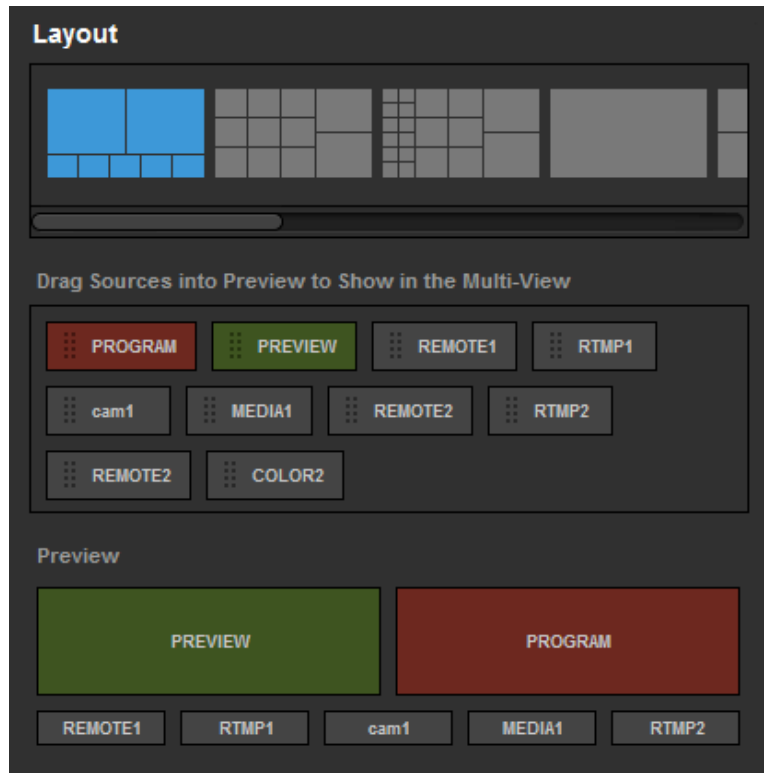 Layout
Drag Sources into Preview to Show in the Multi-View
PROGRAM PREVIEW REMOTE1 RTMP1
cam1 MEDIA1 REMOTE2 RTMP2
REMOTE2 COLOR2
Preview
PREVIEW PROGRAM
REMOTE1 RTMP1 cam1 MEDIA1 RTMP2